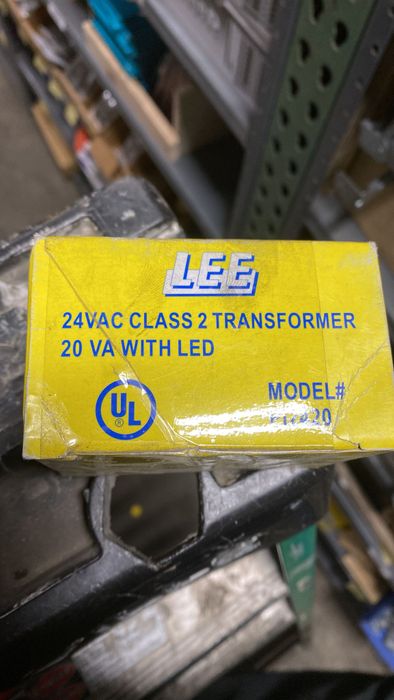 LEE
24VAC CLASS 2 TRANSFORMER
20 VA WITH LED
UL
®
MODEL#